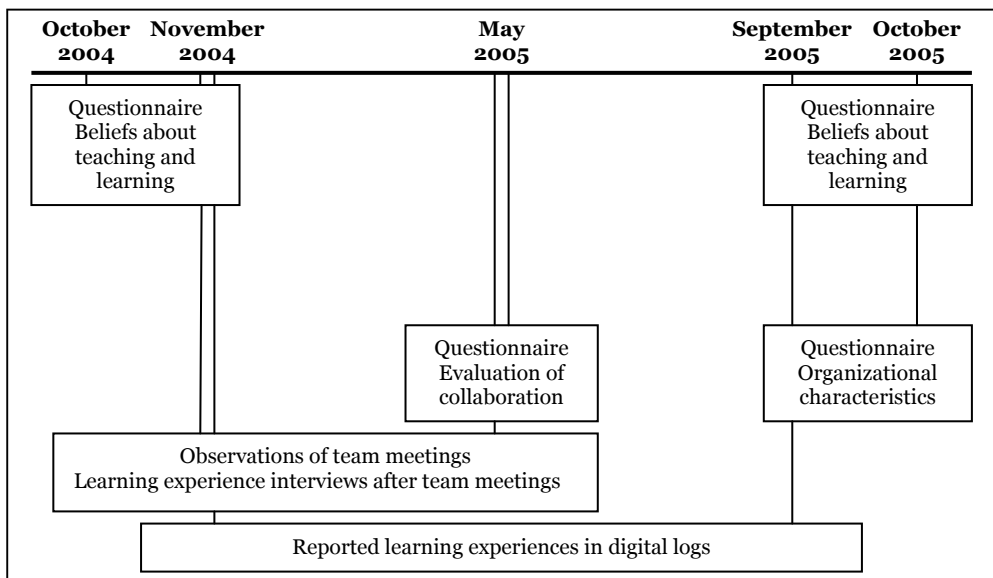 October November May September October
2004 2004 2005 2005 2005
Questionnaire
Beliefs about
teaching and
learning
Questionnaire
Beliefs about
teaching and
learning
Questionnaire
Evaluation of
collaboration
Questionnaire
Organizational
characteristics
Observations of team meetings
Learning experience interviews after team meetings
Reported learning experiences in digital logs